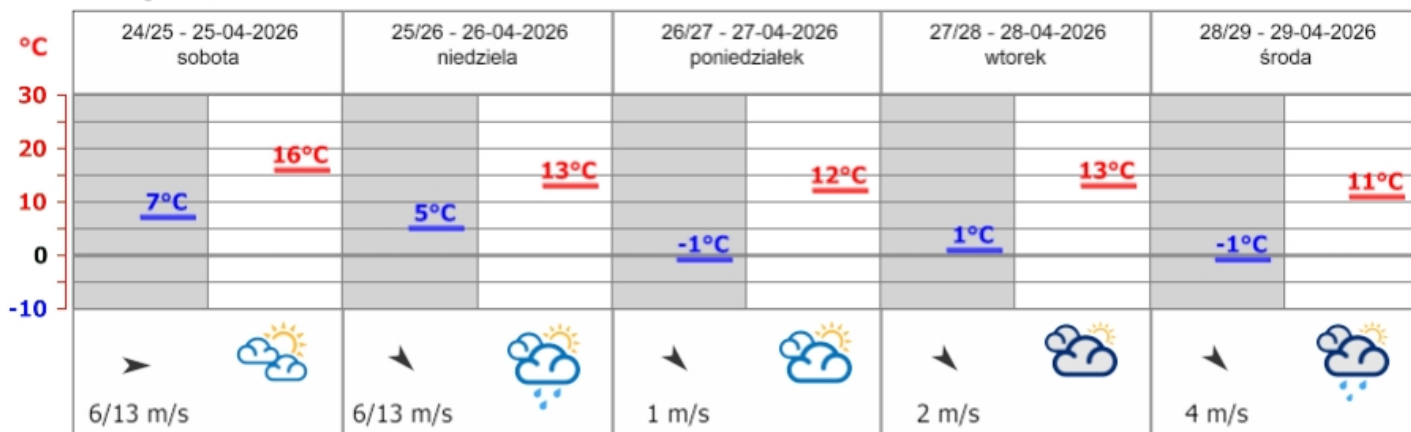 24/25 - 25-04-2026
sobota
25/26 - 26-04-2026
niedziela
26/27 - 27-04-2026
poniedziałek
27/28 - 28-04-2026
wtorek
28/29 - 29-04-2026
środa
°C
30
20
10
0
-10
7°C
16°C
5°C
13°C
-1°C
12°C
1°C
13°C
-1°C
11°C
6/13 m/s
6/13 m/s
1 m/s
2 m/s
4 m/s